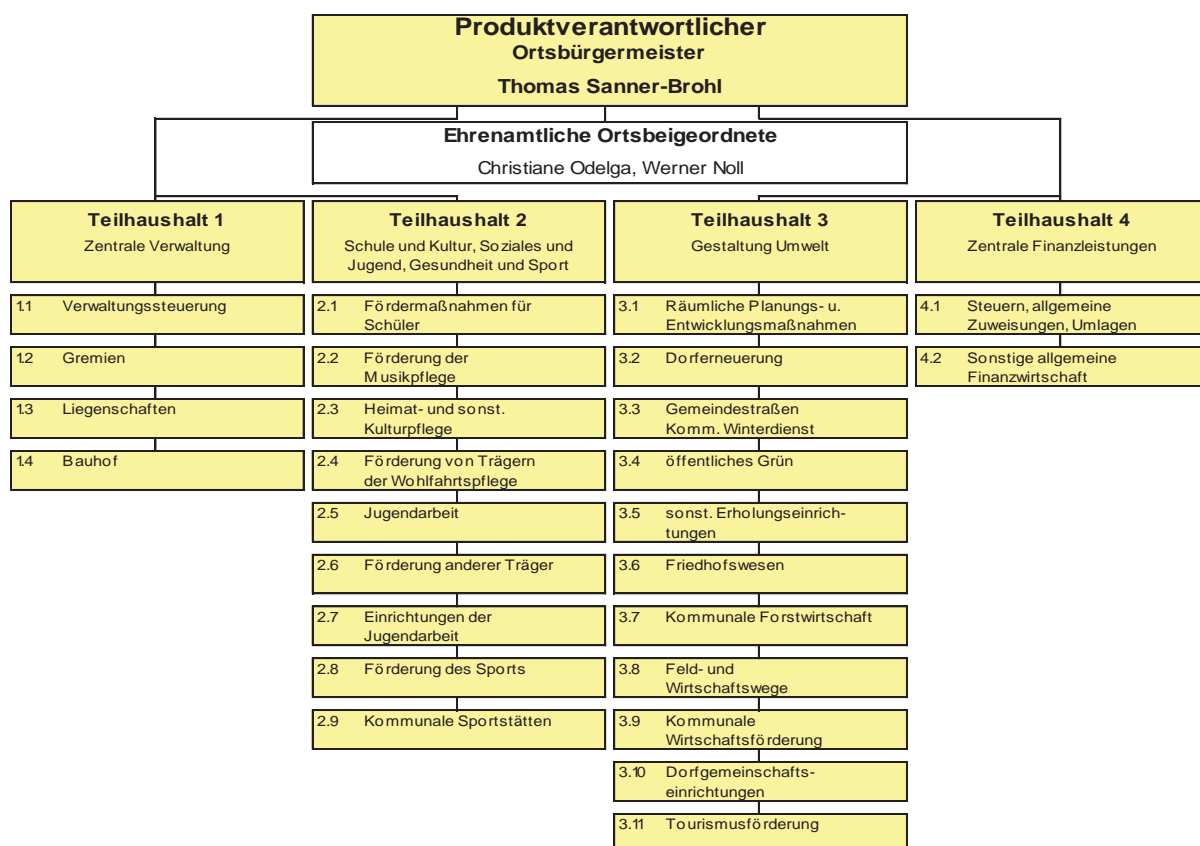 Produktverantwortlicher
Ortsbürgermeister
Thomas Sanner-Brohl
Ehrenamtliche Ortsbeigeordnete
Christiane Odelga, Werner Noll
Teilhaushalt 1
Zentrale Verwaltung
1.1 Verwaltungssteuerung
1.2 Gremien
1.3 Liegenschaften
1.4 Bauhof
Teilhaushalt 2
Schule und Kultur, Soziales und
Jugend, Gesundheit und Sport
2.1 Fördermaßnahmen für
Schüler
2.2 Förderung der
Musikpflege
2.3 Heimat- und sonst.
Kulturpflege
2.4 Förderung von Trägern
der Wohlfahrtspflege
2.5 Jugendarbeit
2.6 Förderung anderer Träger
2.7 Einrichtungen der
Jugendarbeit
2.8 Förderung des Sports
2.9 Kommunale Sportstätten
Teilhaushalt 3
Gestaltung Umwelt
3.1 Räumliche Planungs- u.
Entwicklungsmaßnahmen
3.2 Dorferneuerung
3.3 Gemeindestraßen
Komm. Winterdienst
3.4 öffentliches Grün
3.5 sonst. Erholungseinrich-
tungen
3.6 Friedhofswesen
3.7 Kommunale Forstwirtschaft
3.8 Feld- und
Wirtschaftswege
3.9 Kommunale
Wirtschaftsförderung
3.10 Dorfgemeinschafts-
einrichtungen
3.11 Tourismusförderung
Teilhaushalt 4
Zentrale Finanzleistungen
4.1 Steuern, allgemeine
Zuweisungen, Umlagen
4.2 Sonstige allgemeine
Finanzwirtschaft